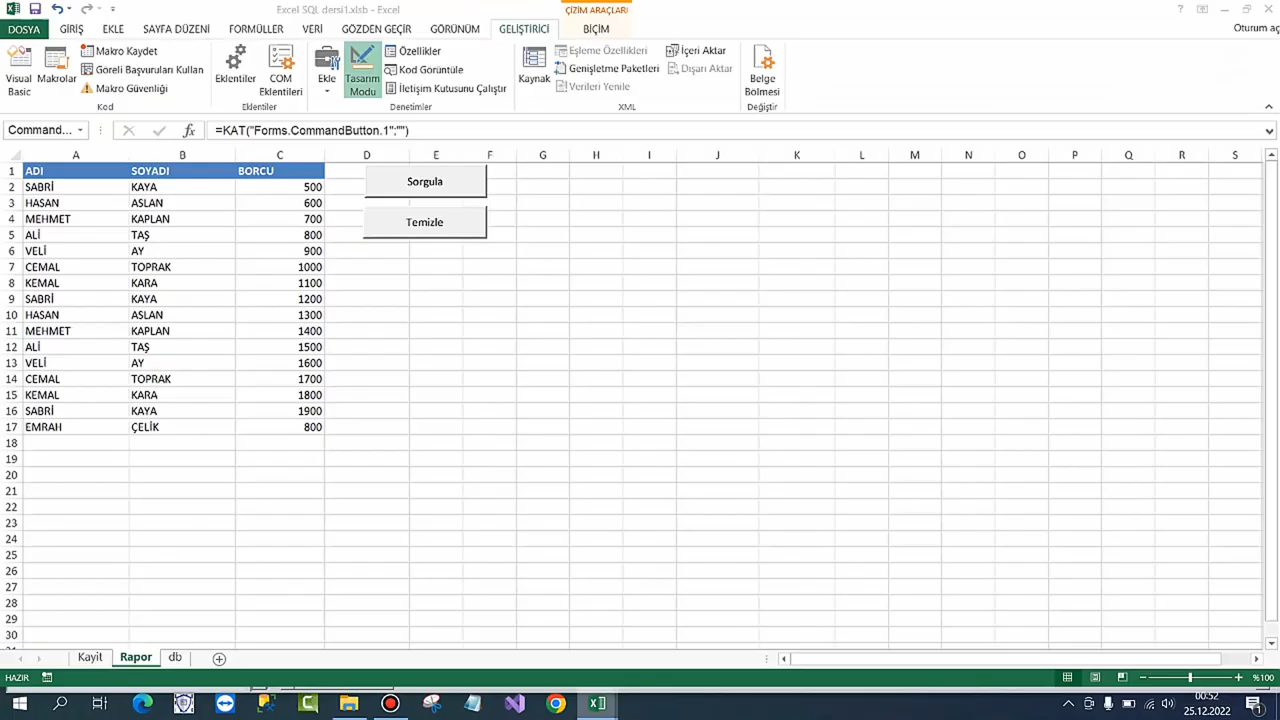 Excel SQL dersi1.xlsb - Excel
ÇİZİM ARAÇLARI
DOSYA GİRİŞ EKLE SAYFA DÜZENİ FORMÜLLER VERİ GÖZDEN GEÇİR GÖRÜNÜM GELİŞTİRİCİ BİÇİM Oturum aç
Visual Basic
Makrolar
Makro Kaydet
Göreli Başvuruları Kullan
Makro Güvenliği
Kod
Eklentiler
COM Eklentileri
Eklentiler
Ekle
Tasarım Modu
Özellikler
Kod Görüntüle
İletişim Kutusunu Çalıştır
Denetimler
Kaynak
Eşleme Özellikleri
Genişletme Paketleri
Verileri Yenile
İçeri Aktar
Dışarı Aktar
XML
Belge Bölmesi
Değiştir
Command... fx =KAT("Forms.CommandButton.1";"")
A B C D E F G H I J K L M N O P Q R S
1 ADI SOYADI BORCU
Sorgula
2 SABRİ KAYA 500
3 HASAN ASLAN 600
4 MEHMET KAPLAN 700
Temizle
5 ALİ TAŞ 800
6 VELİ AY 900
7 CEMAL TOPRAK 1000
8 KEMAL KARA 1100
9 SABRİ KAYA 1200
10 HASAN ASLAN 1300
11 MEHMET KAPLAN 1400
12 ALİ TAŞ 1500
13 VELİ AY 1600
14 CEMAL TOPRAK 1700
15 KEMAL KARA 1800
16 SABRİ KAYA 1900
17 EMRAH ÇELİK 800
18
19
20
21
22
23
24
25
26
27
28
29
30
Kayit Rapor db
HAZIR %100
00:52
25.12.2022